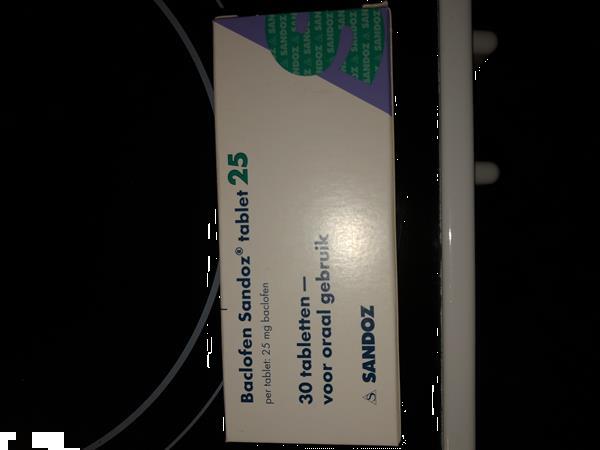 Baclofen Sandoz® tablet 25
per tablet: 25 mg baclofen
30 tabletten —
voor oraal gebruik
SANDOZ